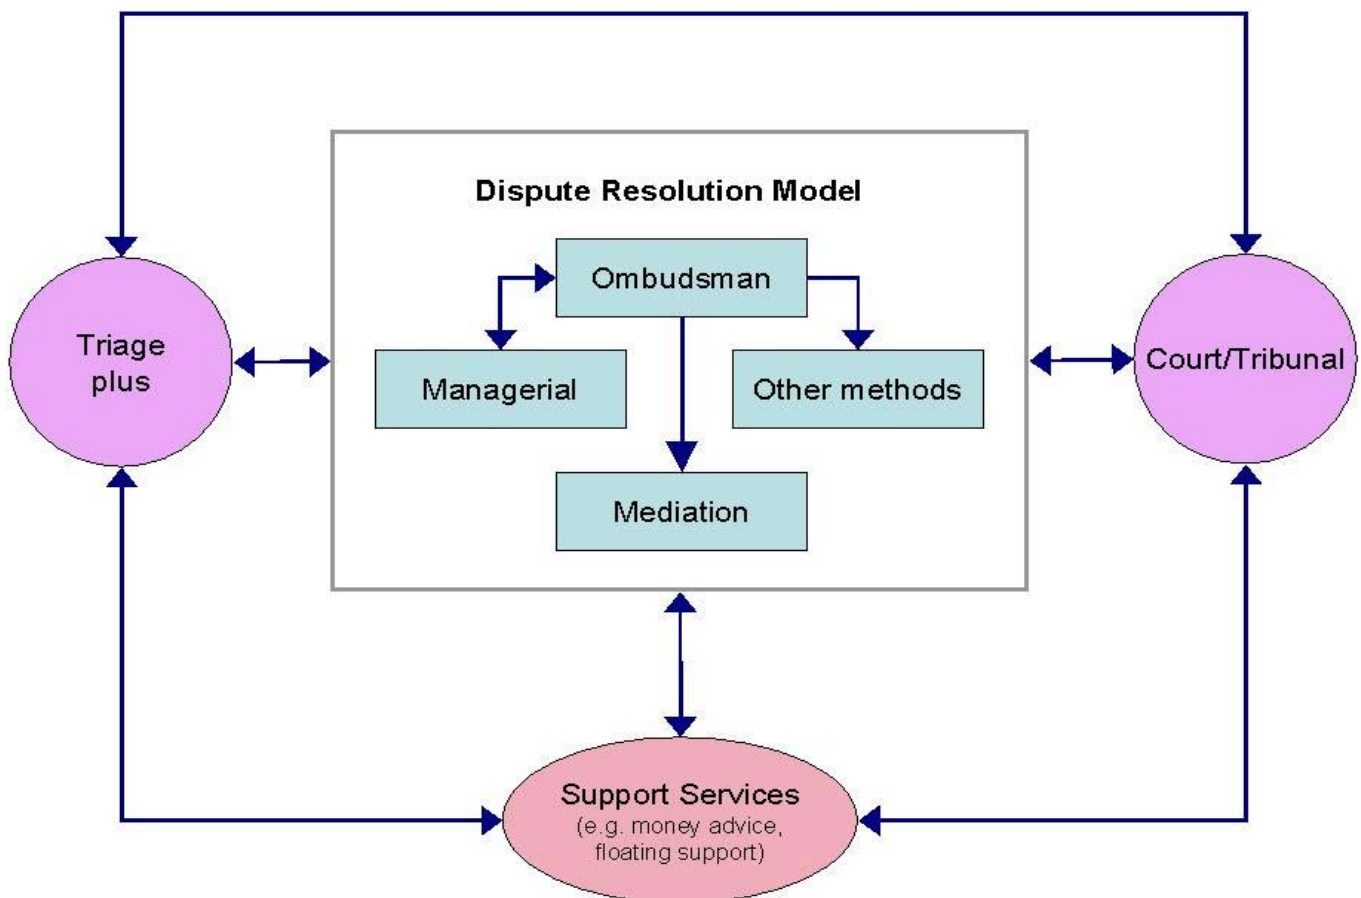 Dispute Resolution Model
Ombudsman
Triage
plus
Managerial
Other methods
Court/Tribunal
Mediation
Support Services
(e.g. money advice,
floating support)